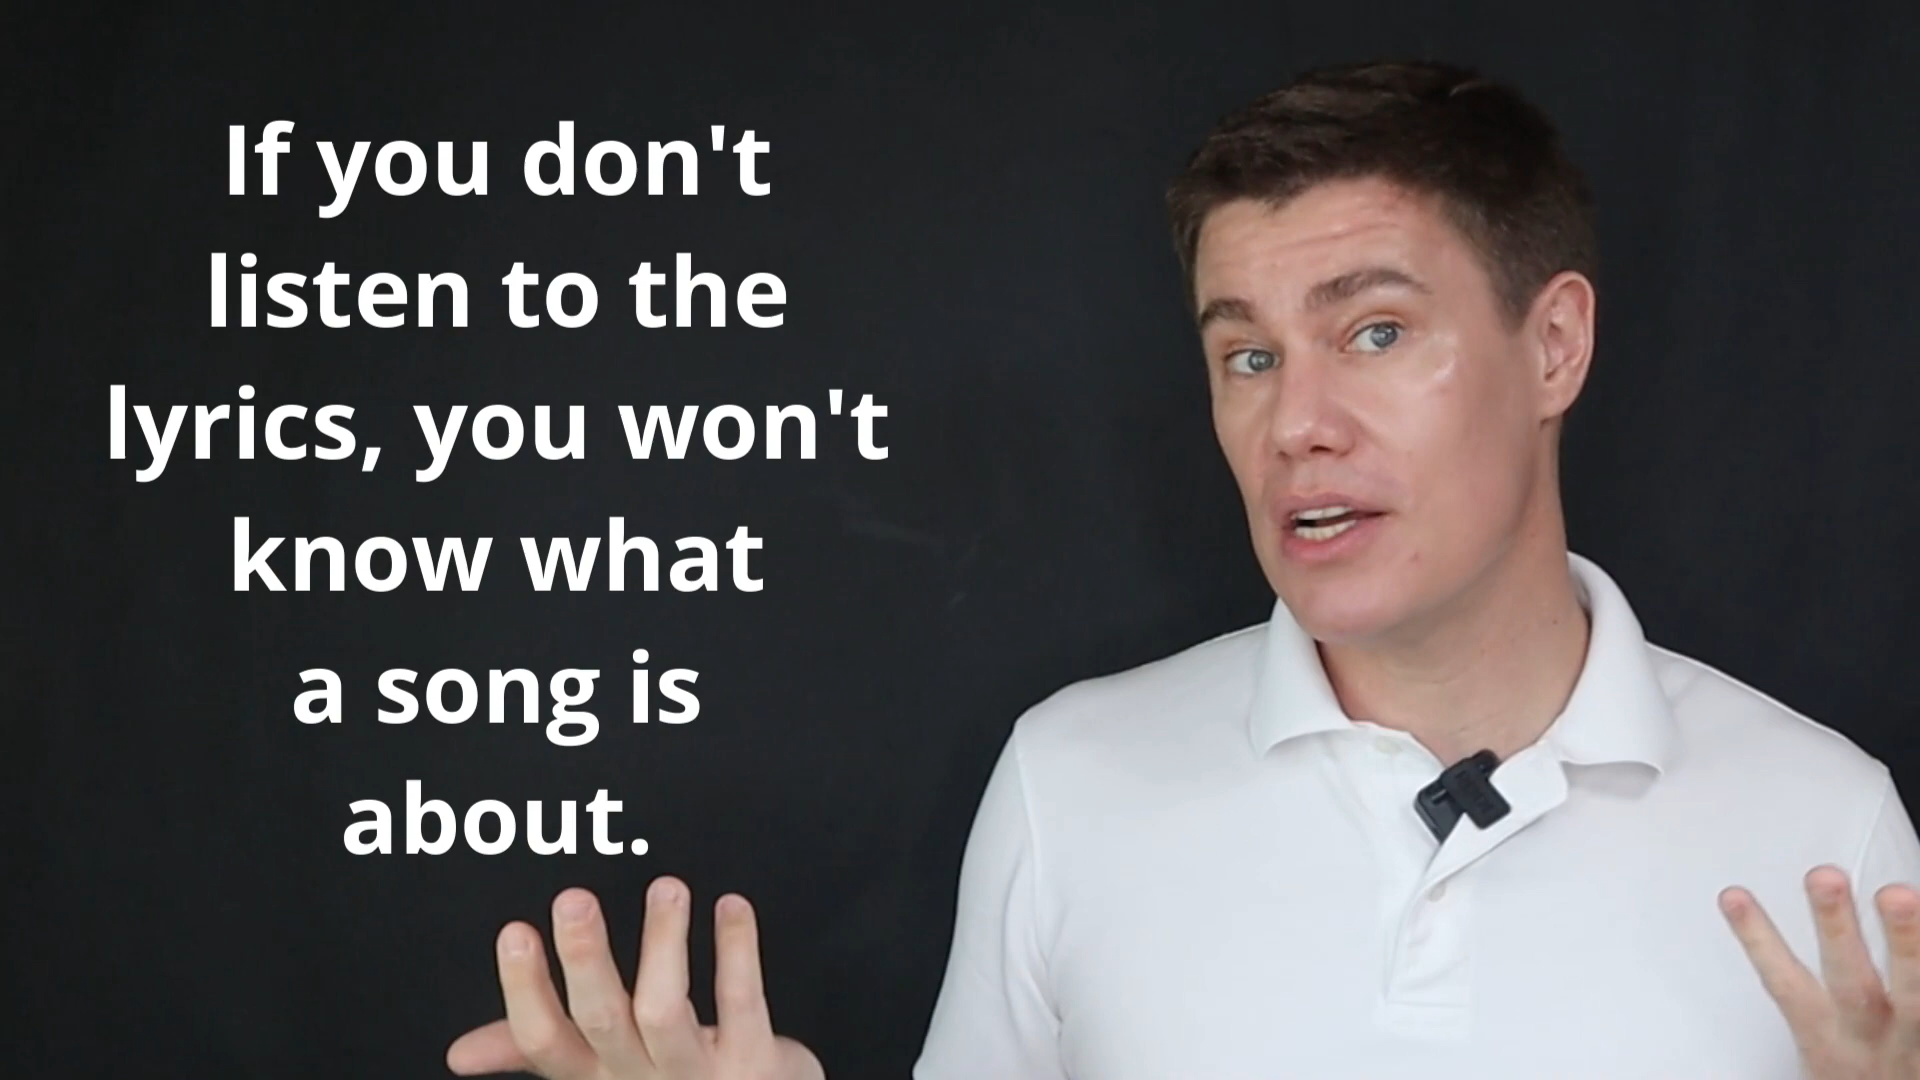 If you don't
listen to the
lyrics, you won't
know what
a song is
about.